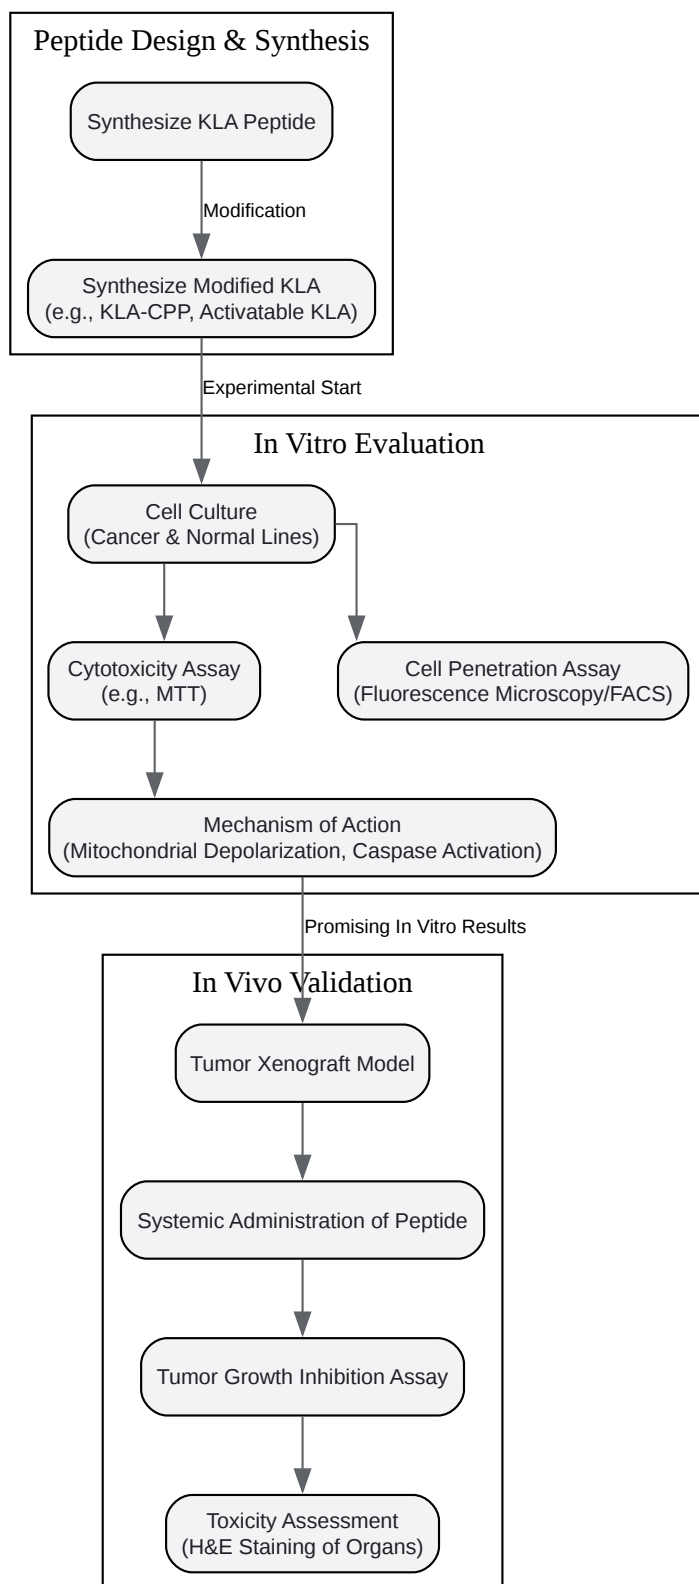 Peptide Design & Synthesis
Synthesize KLA Peptide
Modification
Synthesize Modified KLA
(e.g., KLA-CPP, Activatable KLA)
Experimental Start
In Vitro Evaluation
Cell Culture
(Cancer & Normal Lines)
Cytotoxicity Assay
(e.g., MTT)
Cell Penetration Assay
(Fluorescence Microscopy/FACS)
Mechanism of Action
(Mitochondrial Depolarization, Caspase Activation)
Promising In Vitro Results
In Vivo Validation
Tumor Xenograft Model
Systemic Administration of Peptide
Tumor Growth Inhibition Assay
Toxicity Assessment
(H&E Staining of Organs)